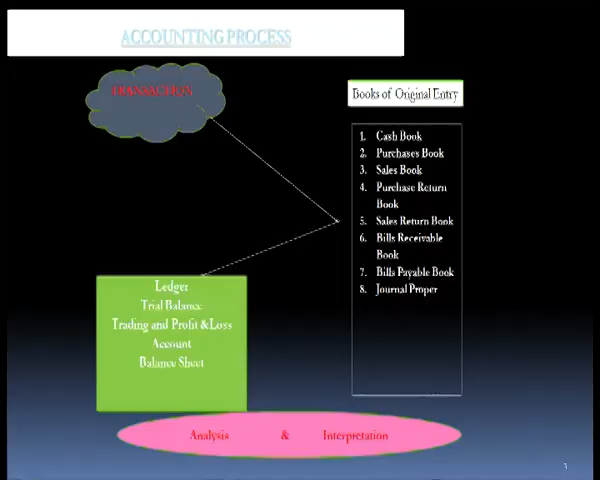 ACCOUNTING PROCESS
TRANSACTION
Books of Original Entry
1. Cash Book
2. Purchases Book
3. Sales Book
4. Purchase Return
Book
5. Sales Return Book
6. Bills Receivable
Book
7. Bills Payable Book
8. Journal Proper
Ledger
Trial Balance
Trading and Profit &Loss
Account
Balance Sheet
Analysis & Interpretation
3